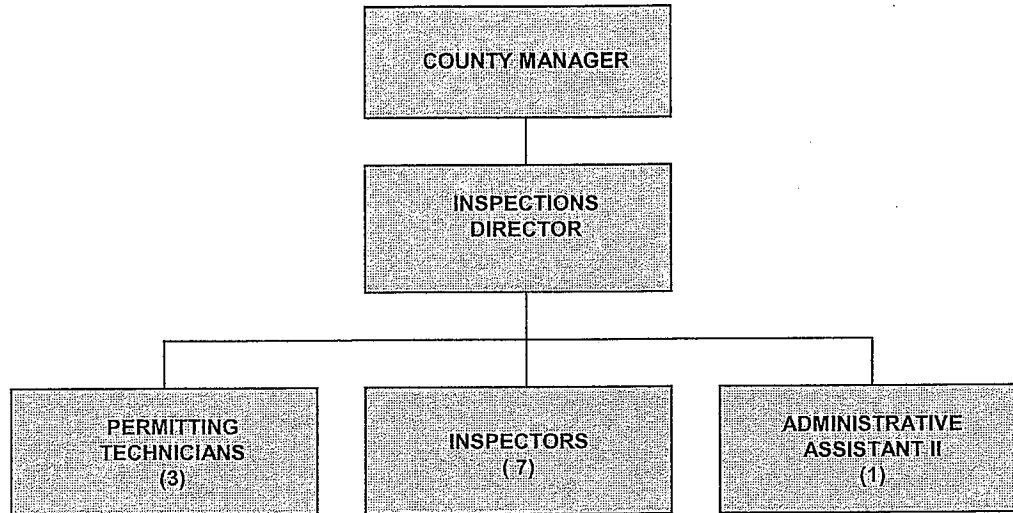 COUNTY MANAGER
INSPECTIONS
DIRECTOR
PERMITTING
TECHNICIANS
(3)
INSPECTORS
( 7)
ADMINISTRATIVE
ASSISTANT II
(1)